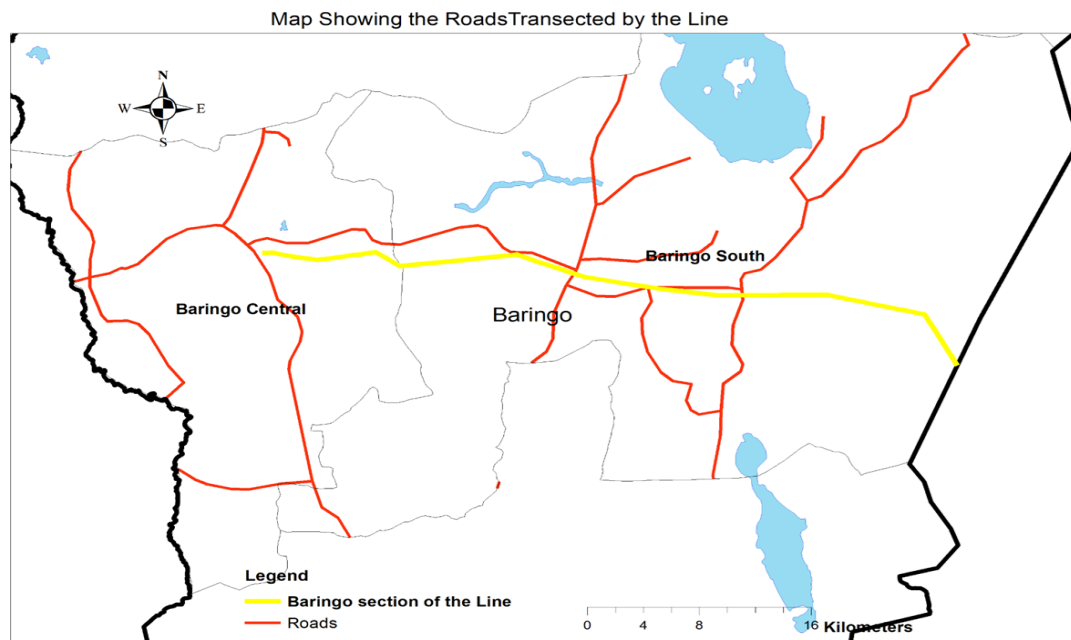 Map Showing the RoadsTransected by the Line
N
W E
S
Baringo South
Baringo Central
Baringo
Legend
Baringo section of the Line
Roads
0 4 8 16 Kilometers